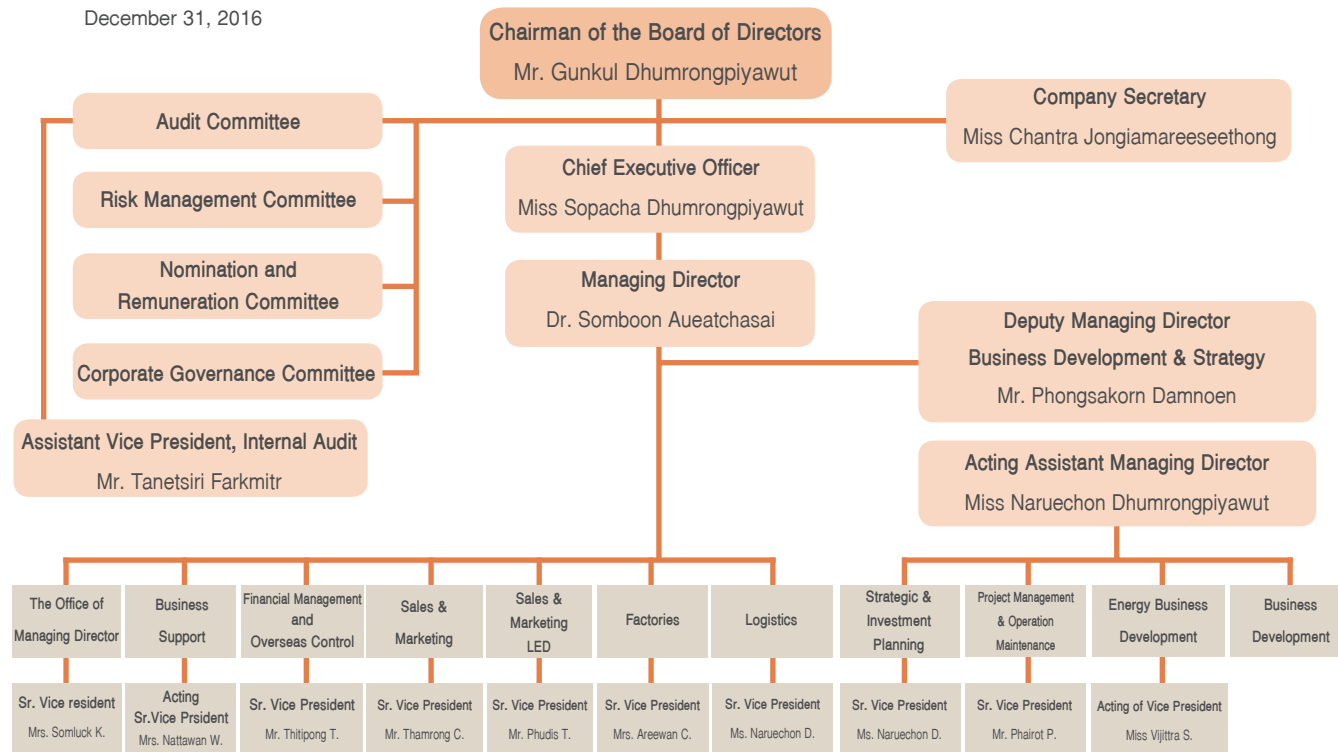 December 31, 2016
Chairman of the Board of Directors
Mr. Gunkul Dhumrongpiyawut
Company Secretary
Miss Chantra Jongiamareeseethong
Audit Committee
Risk Management Committee
Nomination and
Remuneration Committee
Corporate Governance Committee
Assistant Vice President, Internal Audit
Mr. Tanetsiri Farkmitr
Chief Executive Officer
Miss Sopacha Dhumrongpiyawut
Managing Director
Dr. Somboon Aueatchasai
Deputy Managing Director
Business Development & Strategy
Mr. Phongsakorn Damnoen
Acting Assistant Managing Director
Miss Naruechon Dhumrongpiyawut
The Office of
Managing Director
Business
Support
Financial Management
and
Overseas Control
Sales &
Marketing
Sales &
Marketing
LED
Factories
Logistics
Strategic &
Investment
Planning
Project Management
& Operation
Maintenance
Energy Business
Development
Business
Development
Sr. Vice resident
Mrs. Somluck K.
Acting
Sr.Vice Prsident
Mrs. Nattawan W.
Sr. Vice President
Mr. Thitipong T.
Sr. Vice President
Mr. Thamrong C.
Sr. Vice President
Mr. Phudis T.
Sr. Vice President
Mrs. Areewan C.
Sr. Vice President
Ms. Naruechon D.
Sr. Vice President
Ms. Naruechon D.
Sr. Vice President
Mr. Phairot P.
Acting of Vice President
Miss Vijittra S.